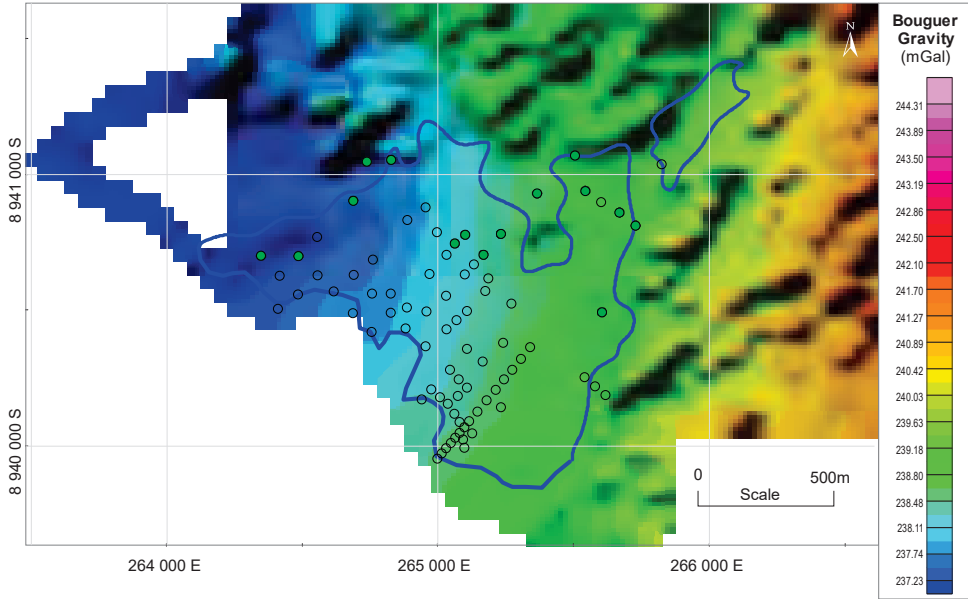 Bouguer
Gravity
(mGal)
N
244.31
243.89
243.50
243.19
242.86
242.50
242.10
241.70
241.27
240.89
240.42
240.03
239.63
239.18
238.80
238.48
238.11
237.74
237.23
8 841 000 S
8 940 000 S
0
500m
Scale
264 000 E
265 000 E
266 000 E